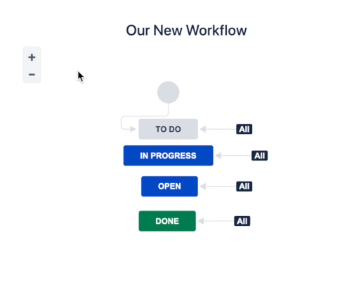 Our New Workflow
+
−
TO DO All
IN PROGRESS All
OPEN All
DONE All